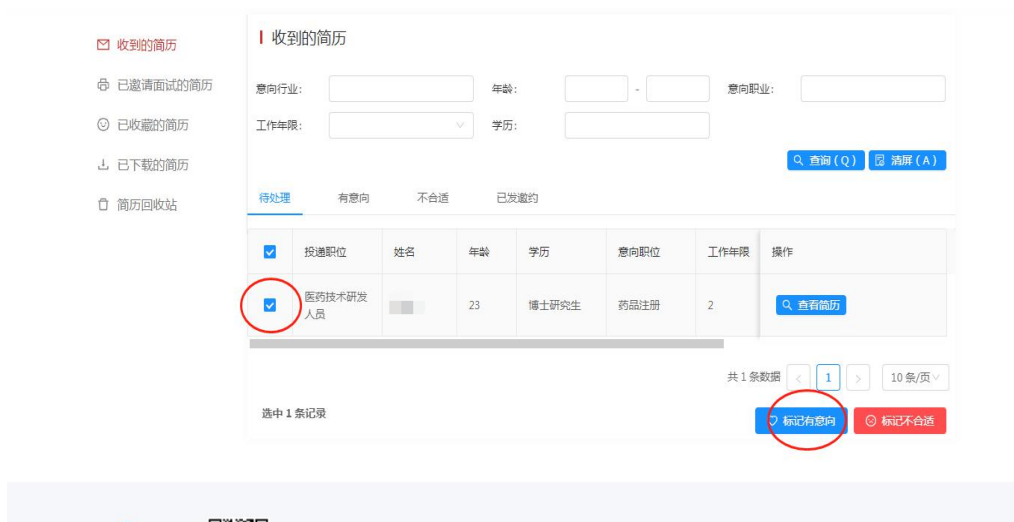 收到的简历
已邀请面试的简历
已收藏的简历
已下载的简历
简历回收站
收到的简历
意向行业: 年龄: - 意向职业:
工作年限: 学历:
查询(Q) 清屏(A)
待处理 有意向 不合适 已发邀约
投递职位 姓名 年龄 学历 意向职位 工作年限 操作
医药技术研发
人员 23 博士研究生 药品注册 2 查看简历
共 1 条数据 < 1 > 10 条/页
选中 1 条记录 标记有意向 标记不合适